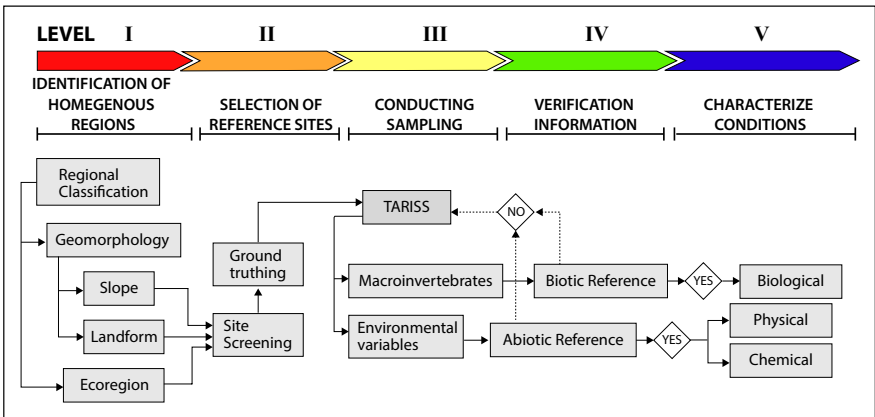 LEVEL I II III IV V
IDENTIFICATION OF
HOMEGENOUS
REGIONS
SELECTION OF
REFERENCE SITES
CONDUCTING
SAMPLING
VERIFICATION
INFORMATION
CHARACTERIZE
CONDITIONS
Regional
Classification
Geomorphology
Slope
Landform
Ecoregion
Ground
truthing
Site
Screening
TARISS
NO
Macroinvertebrates
Biotic Reference
YES
Biological
Environmental
variables
Abiotic Reference
YES
Physical
Chemical